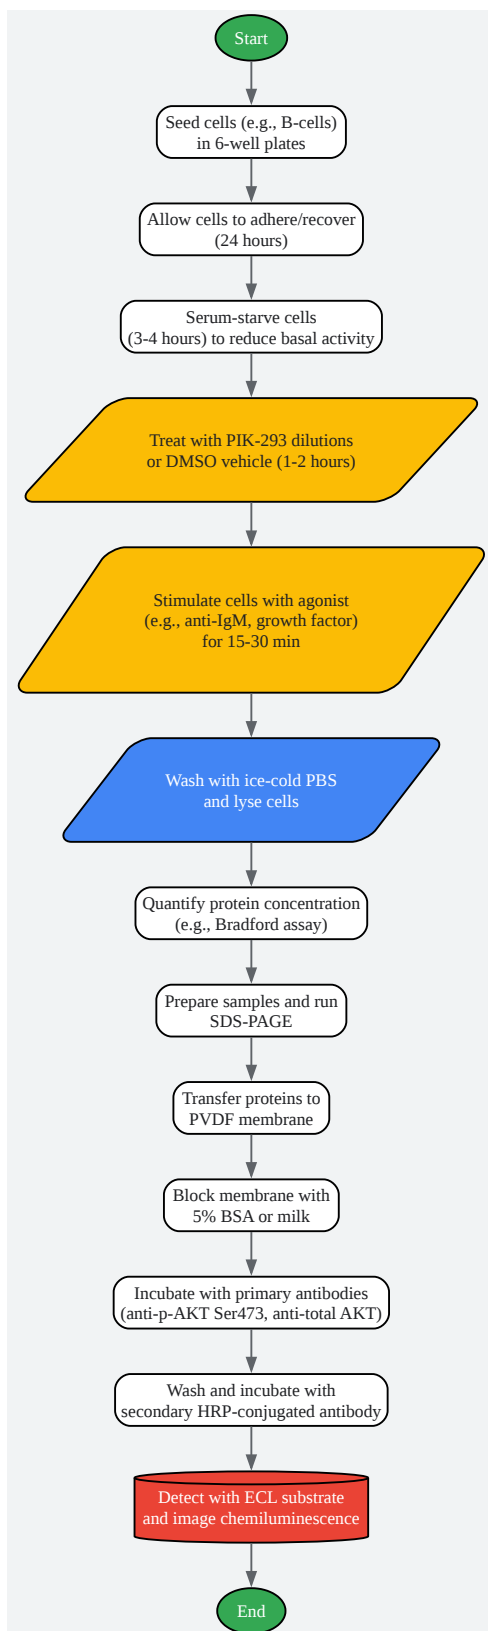 Start
Seed cells (e.g., B-cells)
in 6-well plates
Allow cells to adhere/recover
(24 hours)
Serum-starve cells
(3-4 hours) to reduce basal activity
Treat with PIK-293 dilutions
or DMSO vehicle (1-2 hours)
Stimulate cells with agonist
(e.g., anti-IgM, growth factor)
for 15-30 min
Wash with ice-cold PBS
and lyse cells
Quantify protein concentration
(e.g., Bradford assay)
Prepare samples and run
SDS-PAGE
Transfer proteins to
PVDF membrane
Block membrane with
5% BSA or milk
Incubate with primary antibodies
(anti-p-AKT Ser473, anti-total AKT)
Wash and incubate with
secondary HRP-conjugated antibody
Detect with ECL substrate
and image chemiluminescence
End